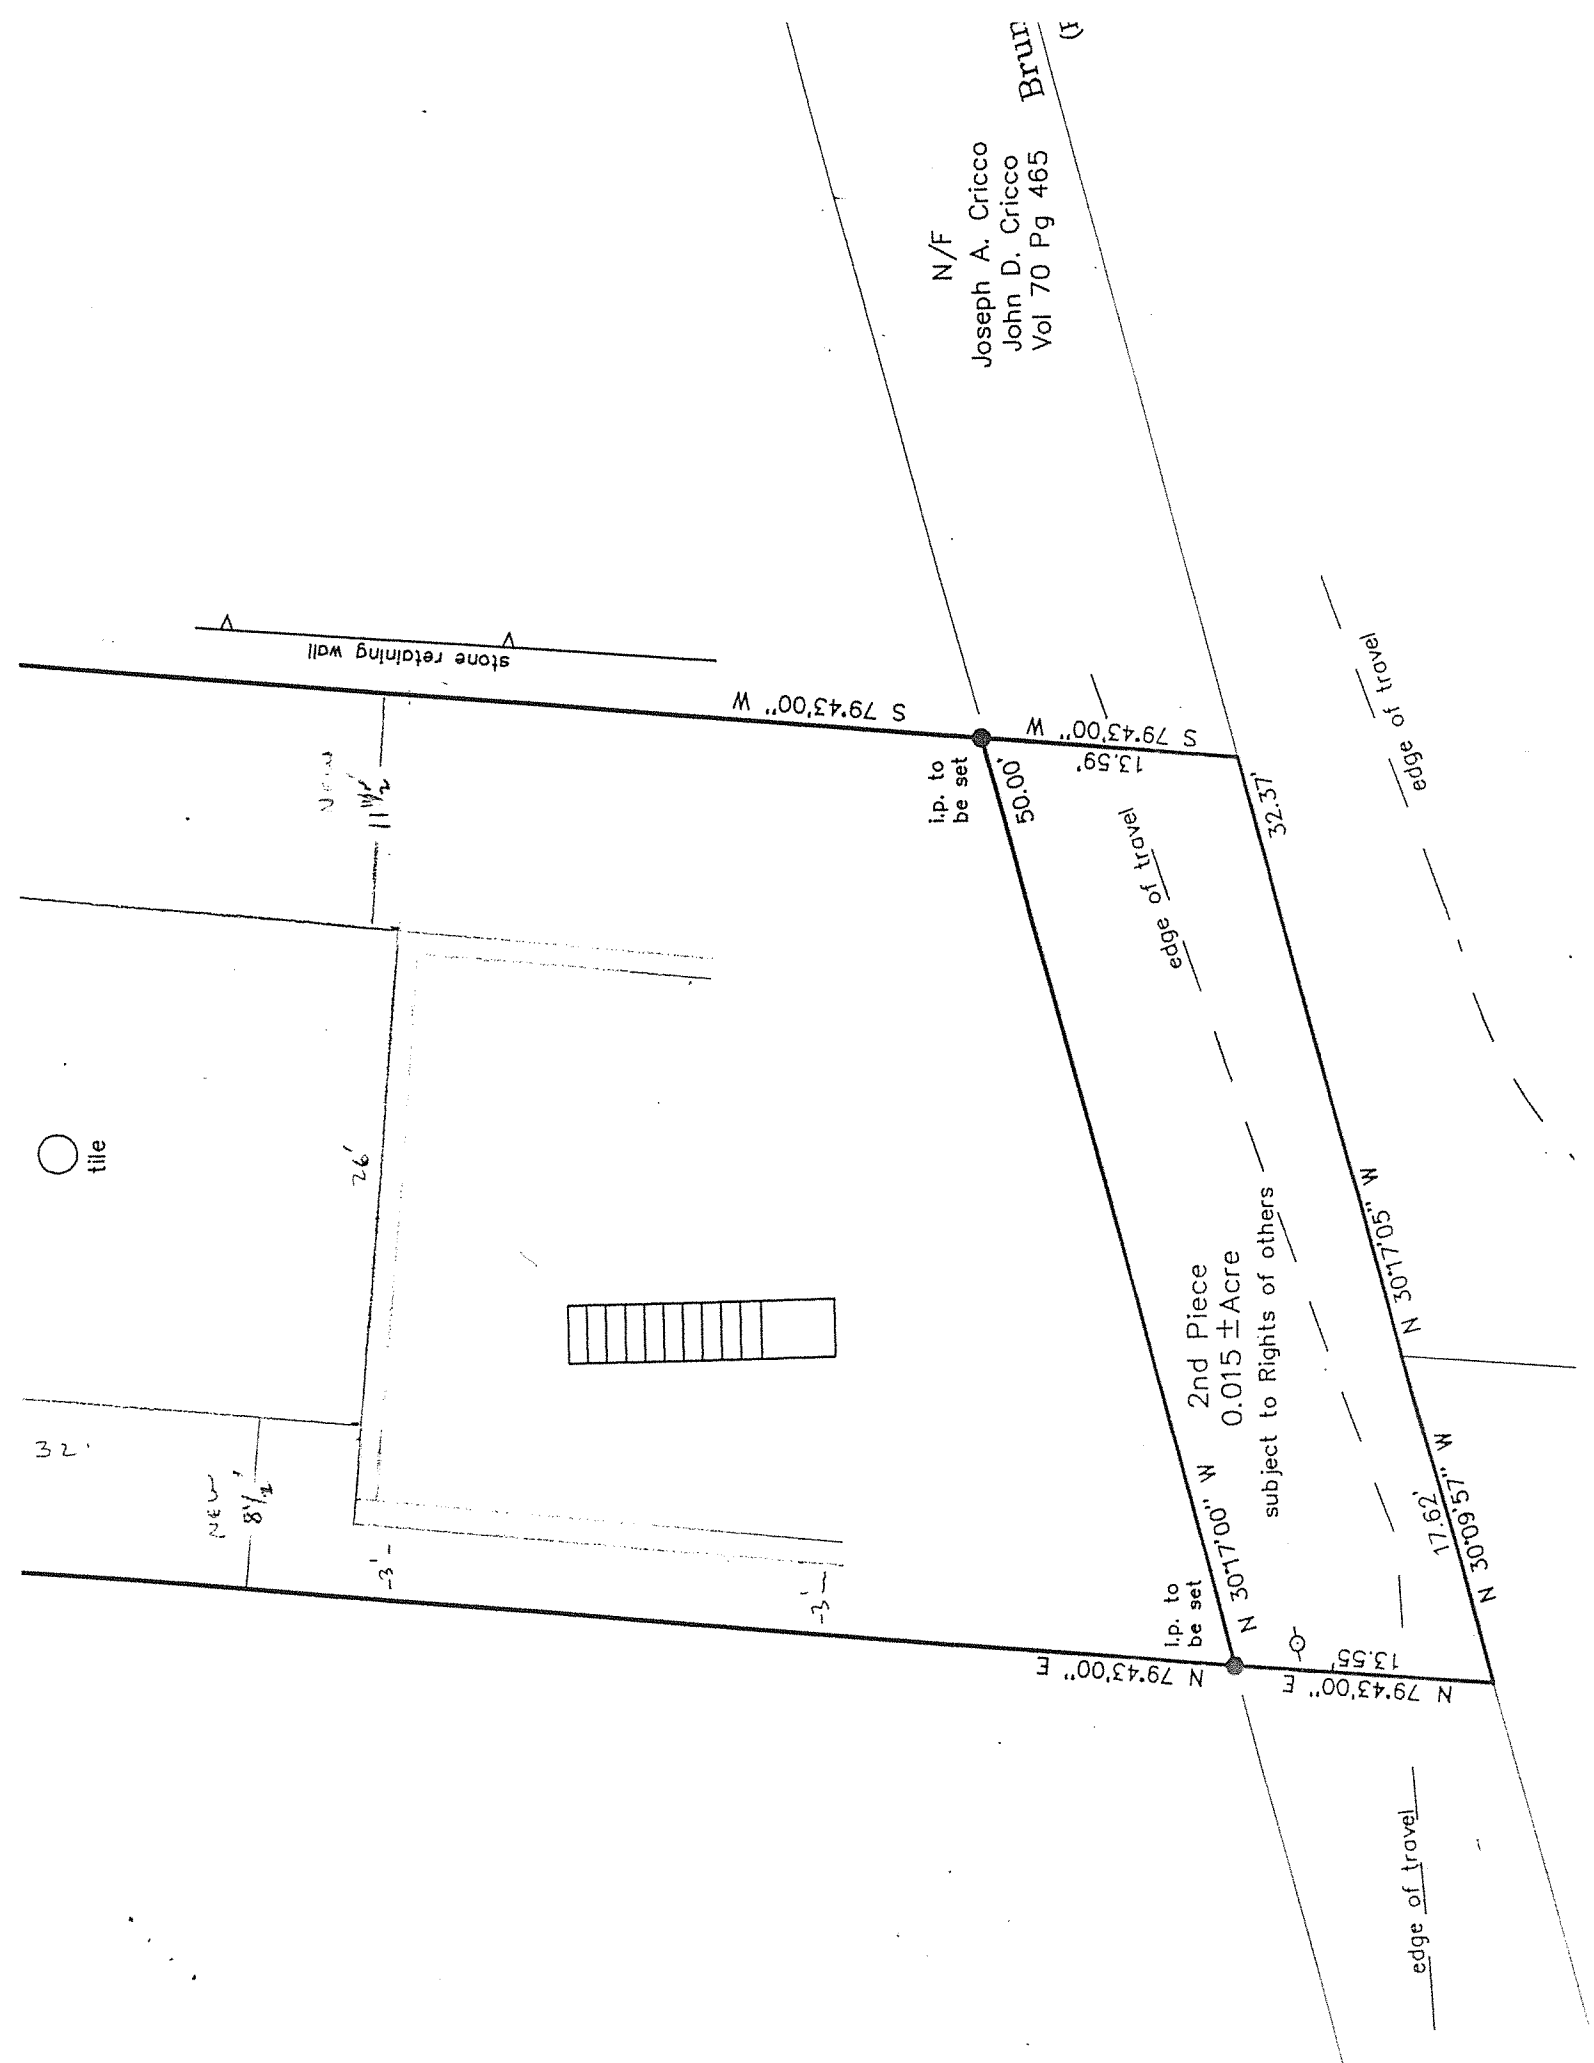 Brun
N/F
Joseph A. Cricco
John D. Cricco
Vol 70 Pg 465
stone retaining wall
S 79°43'00" W
S 79°43'00" W
13.59'
i.p. to
be set
50.00'
32.37'
edge of travel
edge of travel
11 1/2'
26'
tile
32'
NEW
8 1/2'
-3'-
-3'-
2nd Piece
0.015 ±Acre
subject to Rights of others
N 30°17'00" W
N 30°17'05" W
17.62'
N 30°09'57" W
i.p. to
be set
N 79°43'00" E
13.55'
N 79°43'00" E
edge of travel